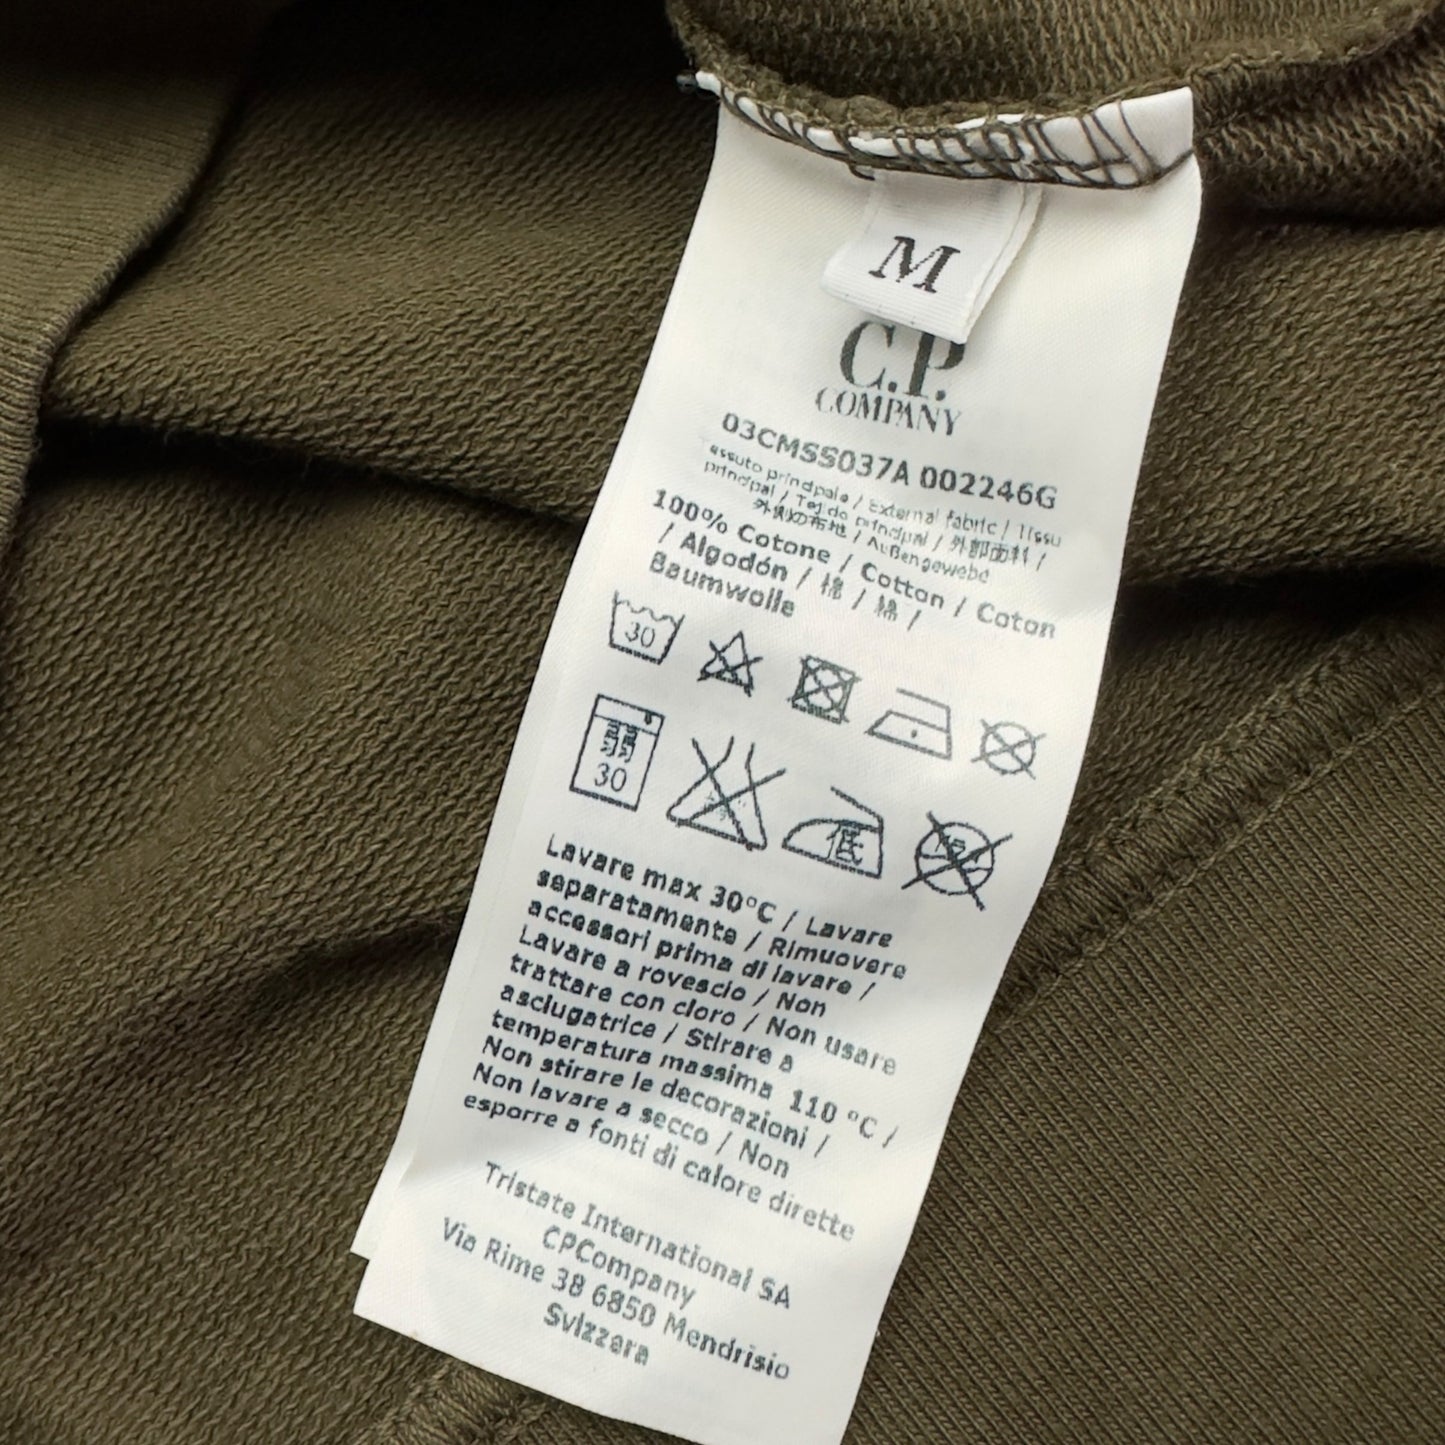 M
C.P.
COMPANY
03CMSS037A 002246G
essuto principale / External fabric / Tissu
principal / Tejido principal / 外部面料 /
外側の布地 / Außengewebe
100% Cotone / Cotton / Coton
/ Algodón / 棉 / 綿 /
Baumwolle
30
30
低
Lavare max 30°C / Lavare
separatamente / Rimuovere
accessori prima di lavare /
Lavare a rovescio / Non
trattare con cloro / Non usare
asciugatrice / Stirare a
temperatura massima 110 °C /
Non stirare le decorazioni /
Non lavare a secco / Non
esporre a fonti di calore dirette
Tristate International SA
CPCompany
Via Rime 38 6850 Mendrisio
Svizzera